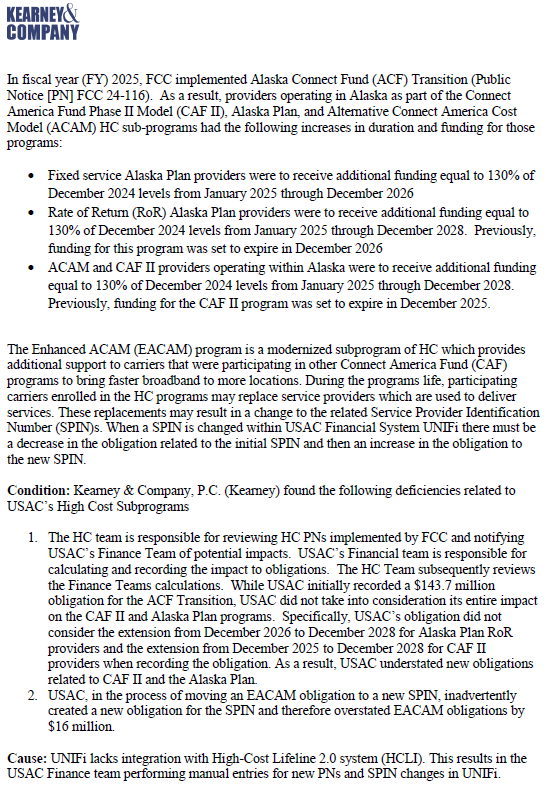 KEARNEY&
COMPANY
In fiscal year (FY) 2025, FCC implemented Alaska Connect Fund (ACF) Transition (Public
Notice [PN] FCC 24-116).  As a result, providers operating in Alaska as part of the Connect
America Fund Phase II Model (CAF II), Alaska Plan, and Alternative Connect America Cost
Model (ACAM) HC sub-programs had the following increases in duration and funding for those
programs:
• Fixed service Alaska Plan providers were to receive additional funding equal to 130% of
December 2024 levels from January 2025 through December 2026
• Rate of Return (RoR) Alaska Plan providers were to receive additional funding equal to
130% of December 2024 levels from January 2025 through December 2028.  Previously,
funding for this program was set to expire in December 2026
• ACAM and CAF II providers operating within Alaska were to receive additional funding
equal to 130% of December 2024 levels from January 2025 through December 2028.
Previously, funding for the CAF II program was set to expire in December 2025.
The Enhanced ACAM (EACAM) program is a modernized subprogram of HC which provides
additional support to carriers that were participating in other Connect America Fund (CAF)
programs to bring faster broadband to more locations. During the programs life, participating
carriers enrolled in the HC programs may replace service providers which are used to deliver
services. These replacements may result in a change to the related Service Provider Identification
Number (SPIN)s. When a SPIN is changed within USAC Financial System UNIFi there must be
a decrease in the obligation related to the initial SPIN and then an increase in the obligation to
the new SPIN.
Condition: Kearney & Company, P.C. (Kearney) found the following deficiencies related to
USAC's High Cost Subprograms
1. The HC team is responsible for reviewing HC PNs implemented by FCC and notifying
USAC's Finance Team of potential impacts.  USAC's Financial team is responsible for
calculating and recording the impact to obligations.  The HC Team subsequently reviews
the Finance Teams calculations.  While USAC initially recorded a $143.7 million
obligation for the ACF Transition, USAC did not take into consideration its entire impact
on the CAF II and Alaska Plan programs.  Specifically, USAC's obligation did not
consider the extension from December 2026 to December 2028 for Alaska Plan RoR
providers and the extension from December 2025 to December 2028 for CAF II
providers when recording the obligation. As a result, USAC understated new obligations
related to CAF II and the Alaska Plan.
2. USAC, in the process of moving an EACAM obligation to a new SPIN, inadvertently
created a new obligation for the SPIN and therefore overstated EACAM obligations by
$16 million.
Cause: UNIFi lacks integration with High-Cost Lifeline 2.0 system (HCLI). This results in the
USAC Finance team performing manual entries for new PNs and SPIN changes in UNIFi.